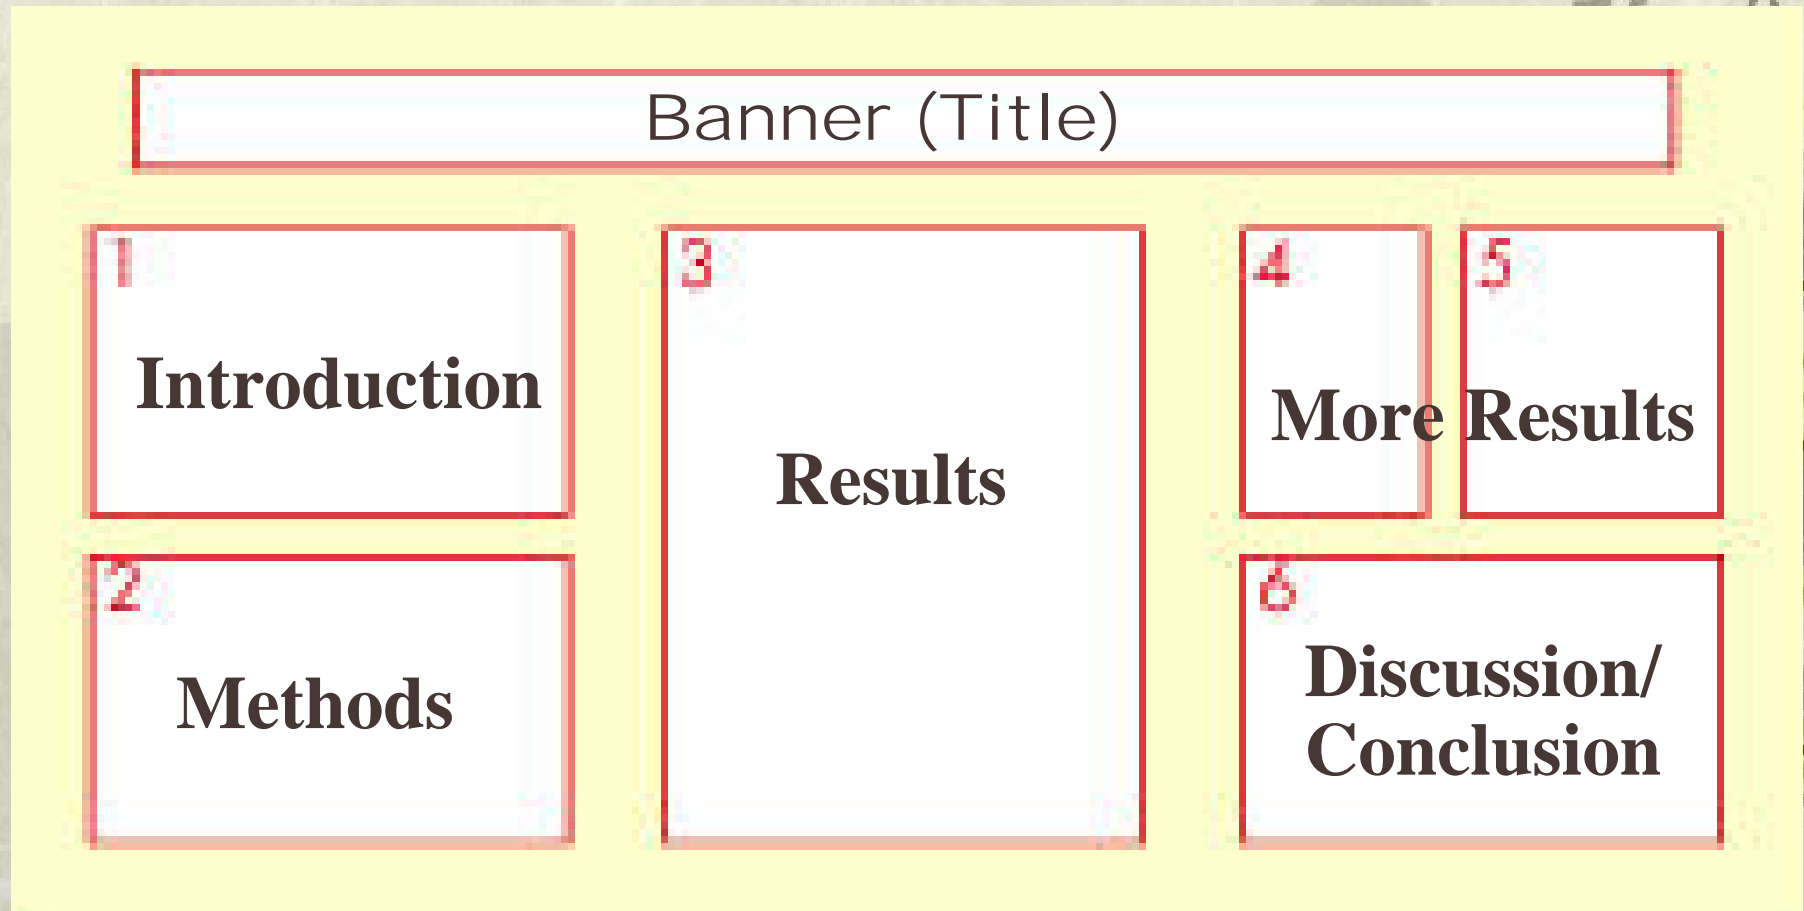 Banner (Title)
1
Introduction
2
Methods
3
Results
4
5
More Results
6
Discussion/
Conclusion